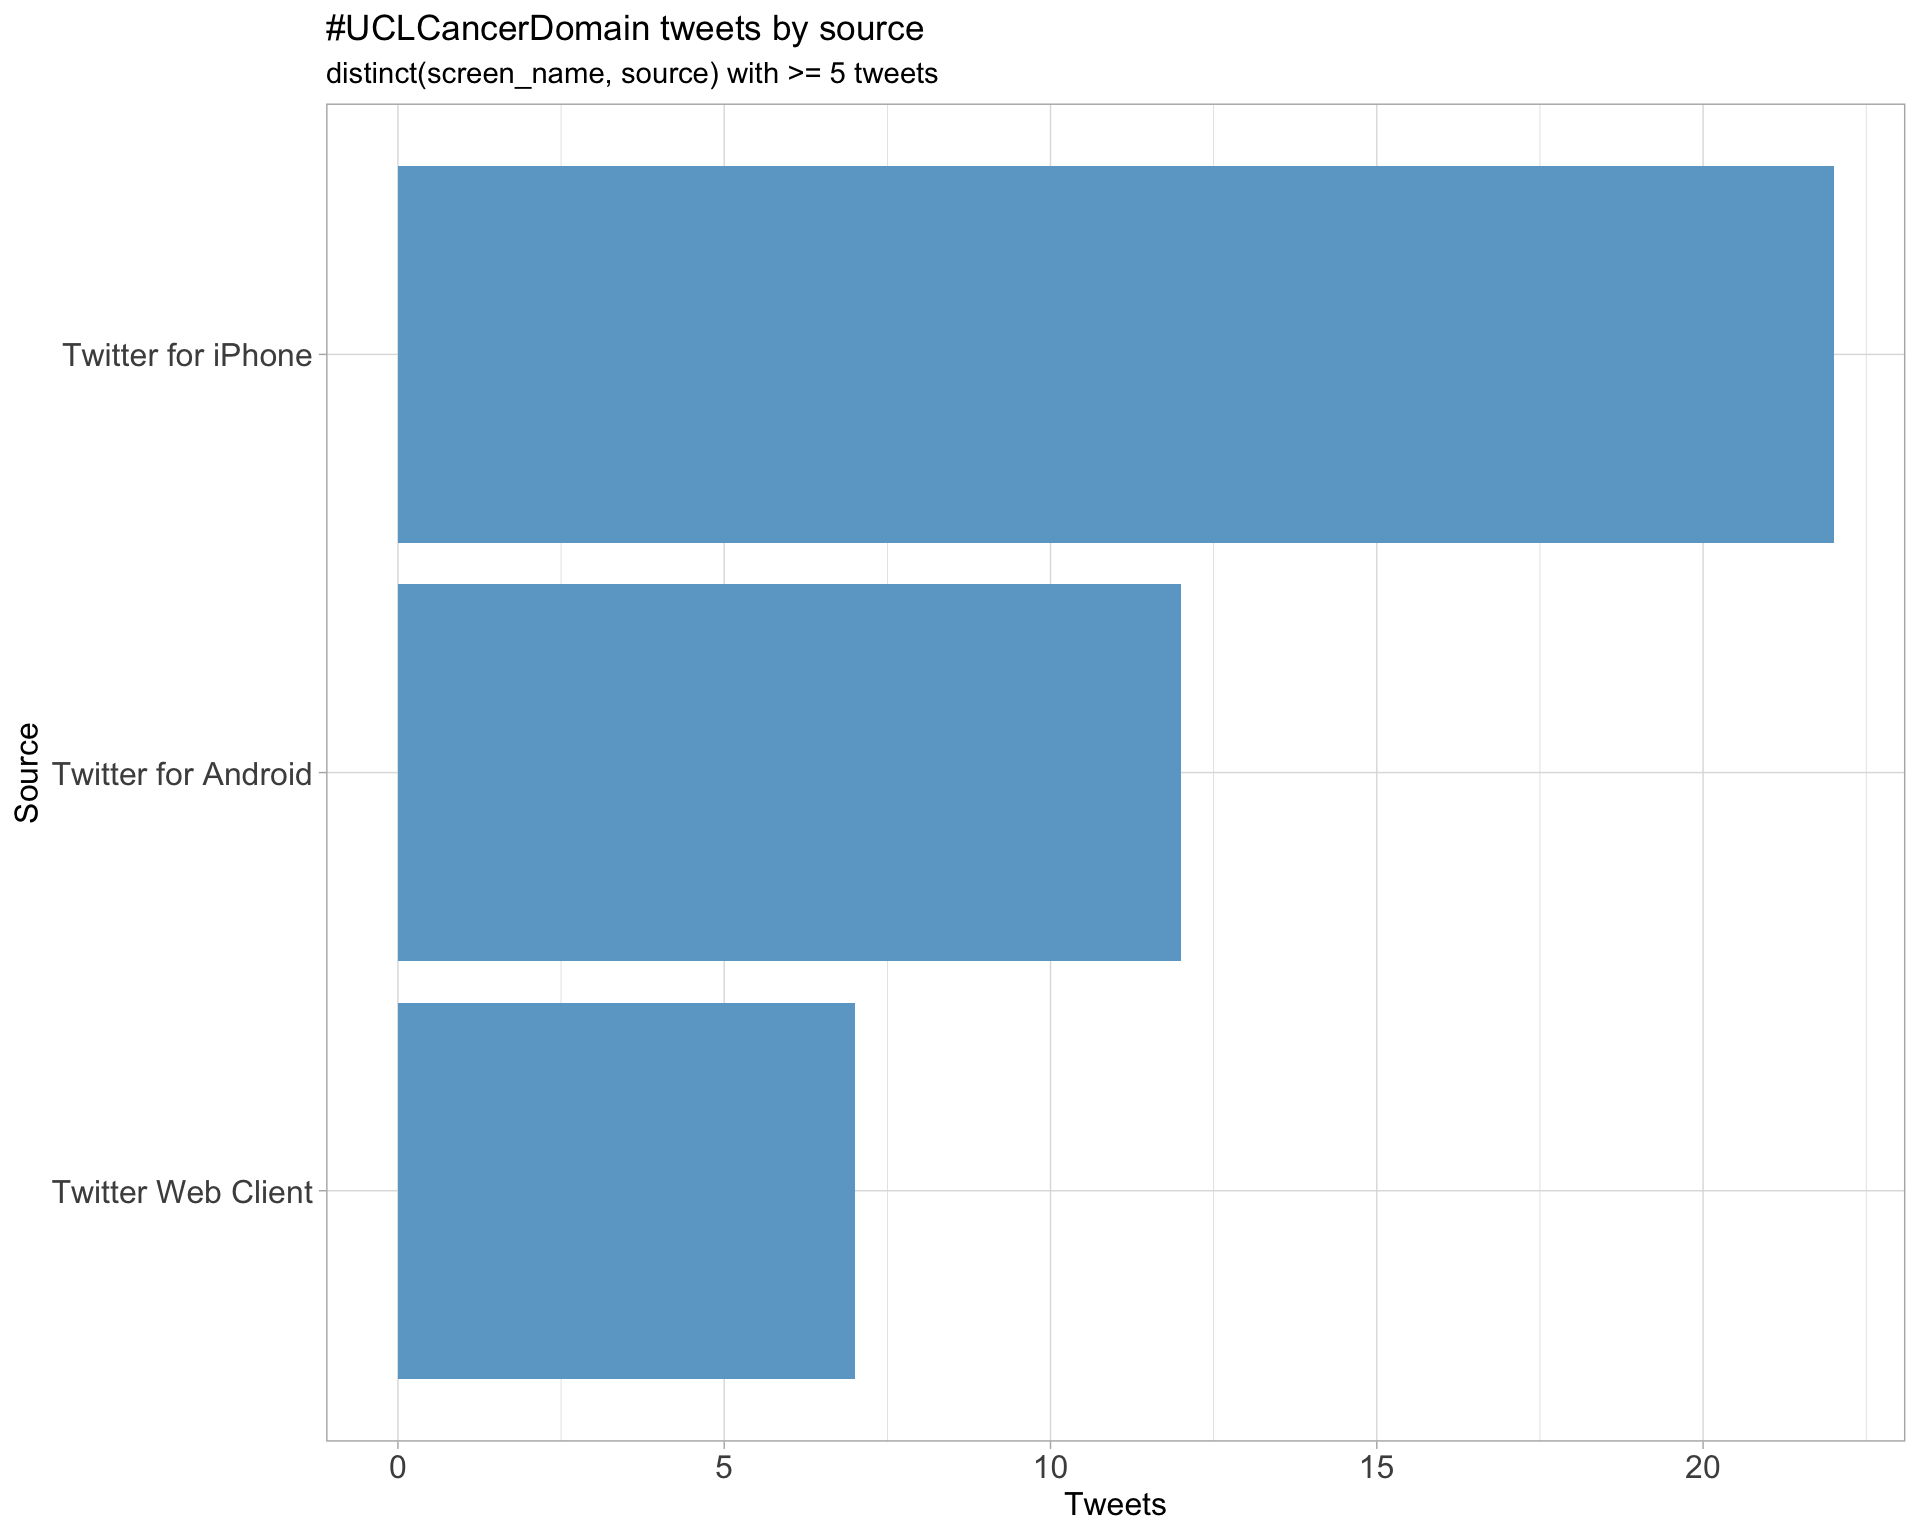 #UCLCancerDomain tweets by source
distinct(screen_name, source) with >= 5 tweets
Twitter for iPhone
Twitter for Android
Twitter Web Client
Source
0 5 10 15 20
Tweets